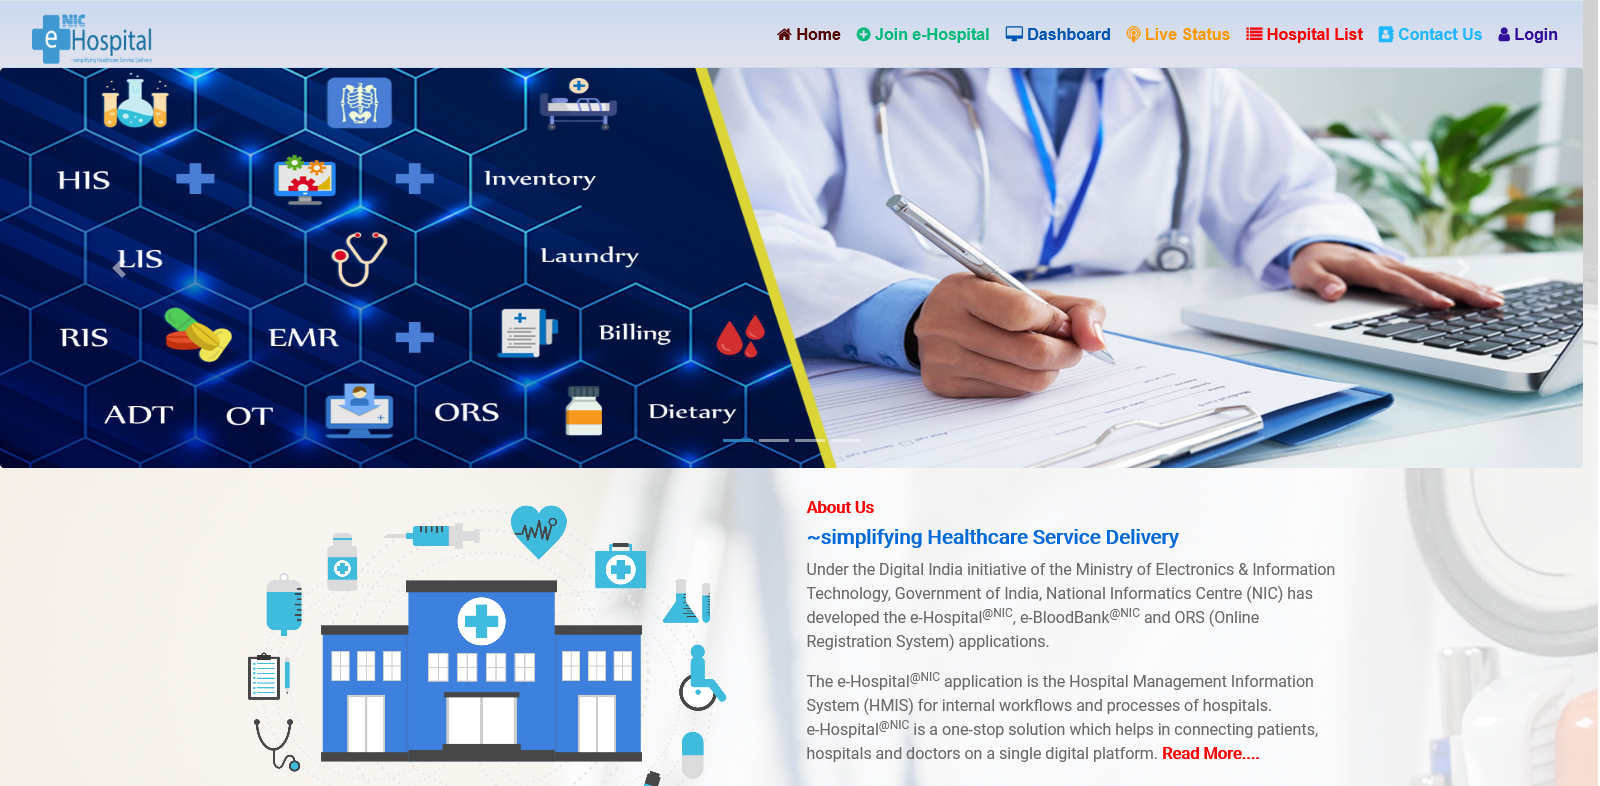 NIC
e Hospital
~simplifying Healthcare Service Delivery
Home Join e-Hospital Dashboard Live Status Hospital List Contact Us Login
HIS Inventory
LIS Laundry
RIS EMR Billing
ADT OT ORS Dietary
About Us
~simplifying Healthcare Service Delivery
Under the Digital India initiative of the Ministry of Electronics & Information
Technology, Government of India, National Informatics Centre (NIC) has
developed the e-Hospital@NIC, e-BloodBank@NIC and ORS (Online
Registration System) applications.
The e-Hospital@NIC application is the Hospital Management Information
System (HMIS) for internal workflows and processes of hospitals.
e-Hospital@NIC is a one-stop solution which helps in connecting patients,
hospitals and doctors on a single digital platform. Read More....